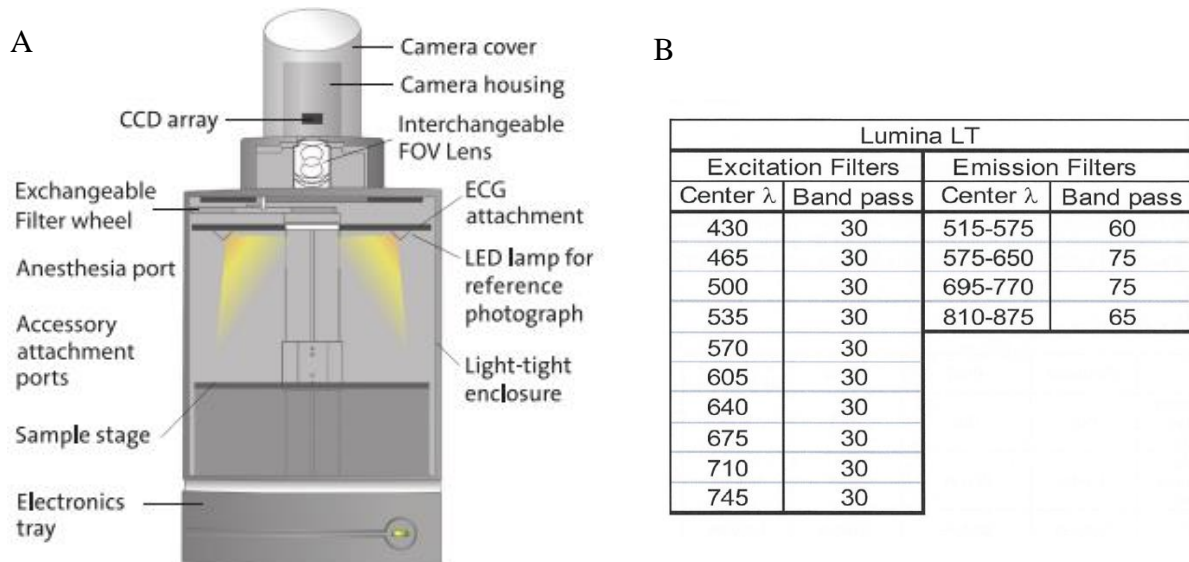 A
Camera cover
Camera housing
CCD array
Interchangeable
FOV Lens
Exchangeable
Filter wheel
ECG
attachment
Anesthesia port
LED lamp for
reference
photograph
Accessory
attachment
ports
Light-tight
enclosure
Sample stage
Electronics
tray
B
Lumina LT
Excitation Filters Emission Filters
Center λ Band pass Center λ Band pass
430 30 515-575 60
465 30 575-650 75
500 30 695-770 75
535 30 810-875 65
570 30
605 30
640 30
675 30
710 30
745 30